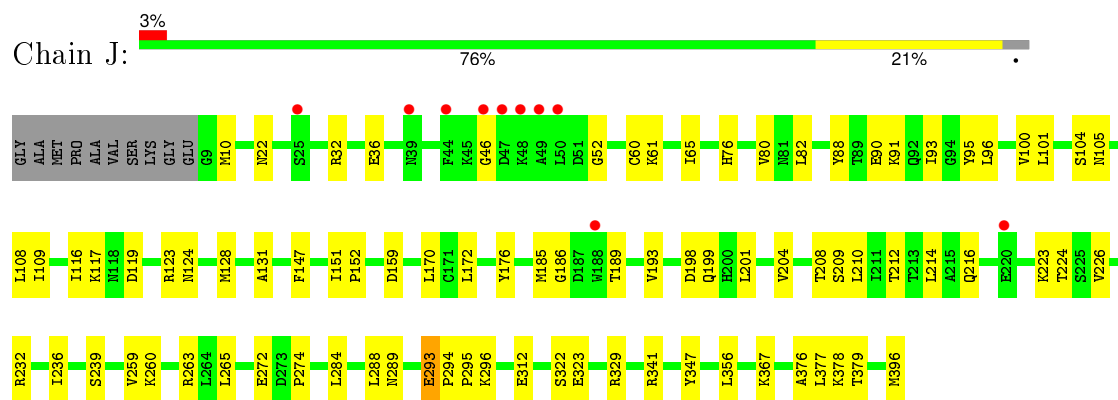 3%
Chain J:
76% 21% •
GLY ALA MET PRO ALA VAL SER LYS GLY GLU G9 M10 N22 S25 R32 E36 N39 F44 K45 G46 D47 K48 A49 L50 D51 G52 C60 K61 I65 H76 V80 N81 L82 Y88 T89 E90 K91 Q92 I93 G94 Y95 L96 V100 L101 S104 N105
L108 I109 I116 K117 N118 D119 R123 N124 M128 A131 F147 I151 P152 D159 L170 C171 L172 Y176 M185 G186 D187 W188 T189 V193 D198 Q199 H200 L201 V204 T208 S209 L210 I211 T212 T213 L214 A215 Q216 E220 K223 T224 S225 V226
R232 I236 S239 V259 K260 R263 L264 L265 E272 D273 P274 L284 L288 N289 E293 P294 P295 K296 E312 S322 E323 R329 R341 Y347 L356 K367 A376 L377 K378 T379 M396